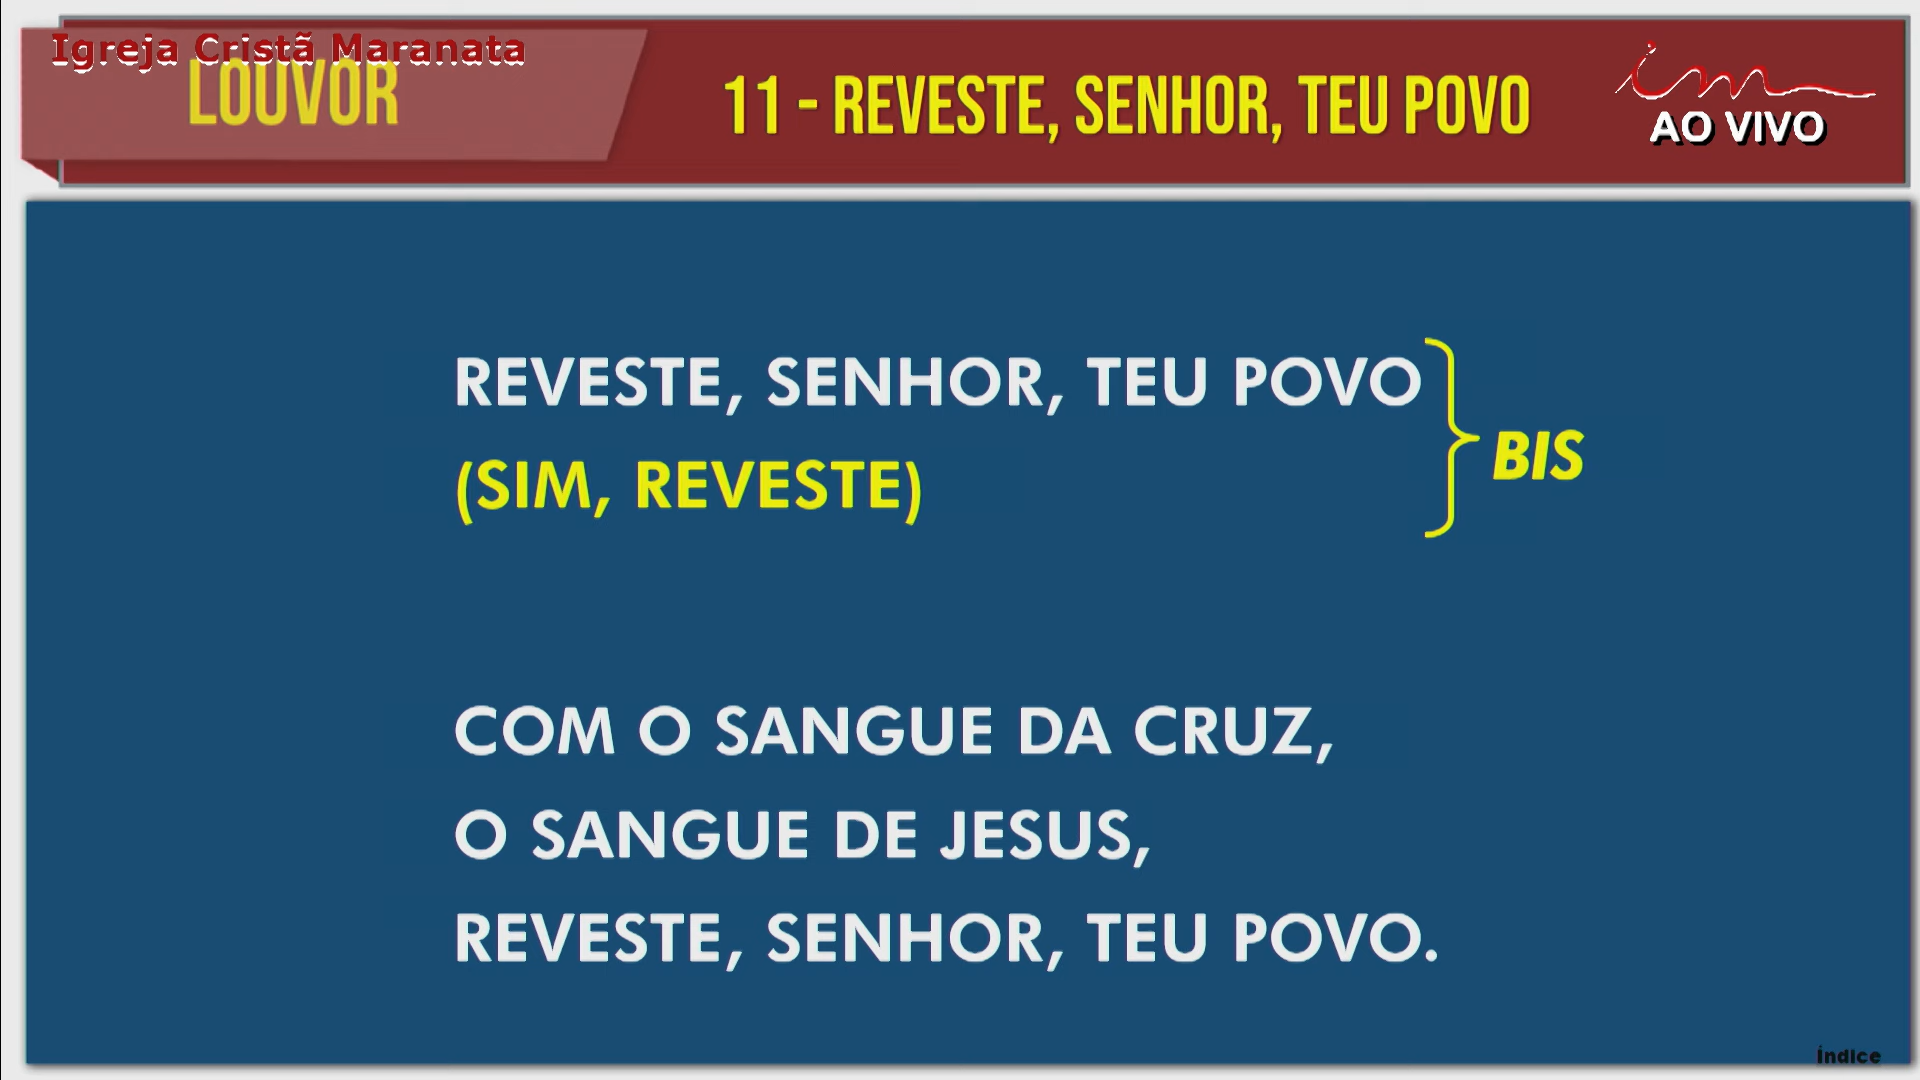 Igreja Cristã Maranata
LOUVOR
11 - REVESTE, SENHOR, TEU POVO
im
AO VIVO
REVESTE, SENHOR, TEU POVO
(SIM, REVESTE)
BIS
COM O SANGUE DA CRUZ,
O SANGUE DE JESUS,
REVESTE, SENHOR, TEU POVO.
Índice